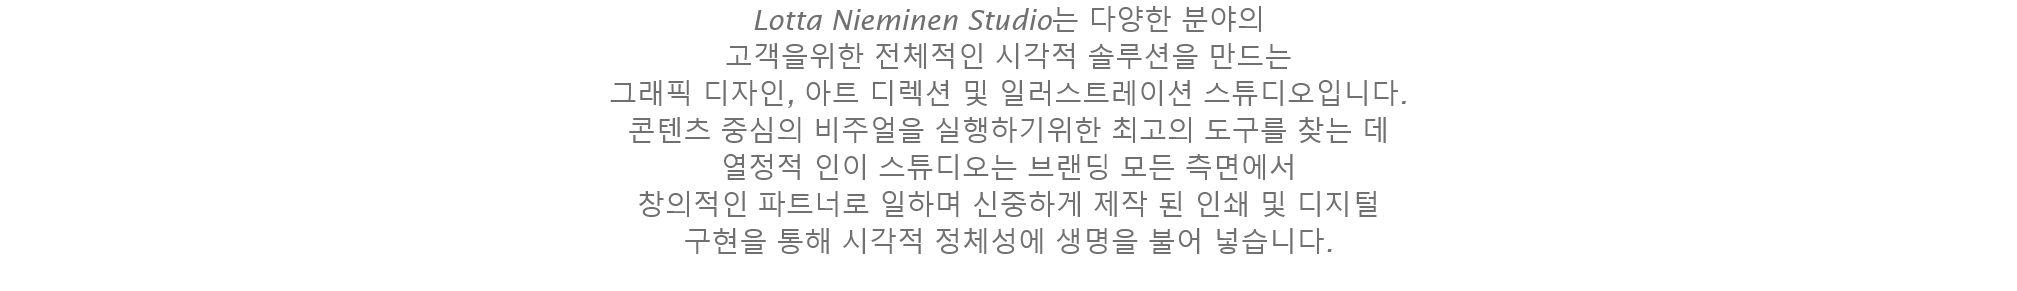 Lotta Nieminen Studio는 다양한 분야의
고객을위한 전체적인 시각적 솔루션을 만드는
그래픽 디자인, 아트 디렉션 및 일러스트레이션 스튜디오입니다.
콘텐츠 중심의 비주얼을 실행하기위한 최고의 도구를 찾는 데
열정적 인이 스튜디오는 브랜딩 모든 측면에서
창의적인 파트너로 일하며 신중하게 제작 된 인쇄 및 디지털
구현을 통해 시각적 정체성에 생명을 불어 넣습니다.